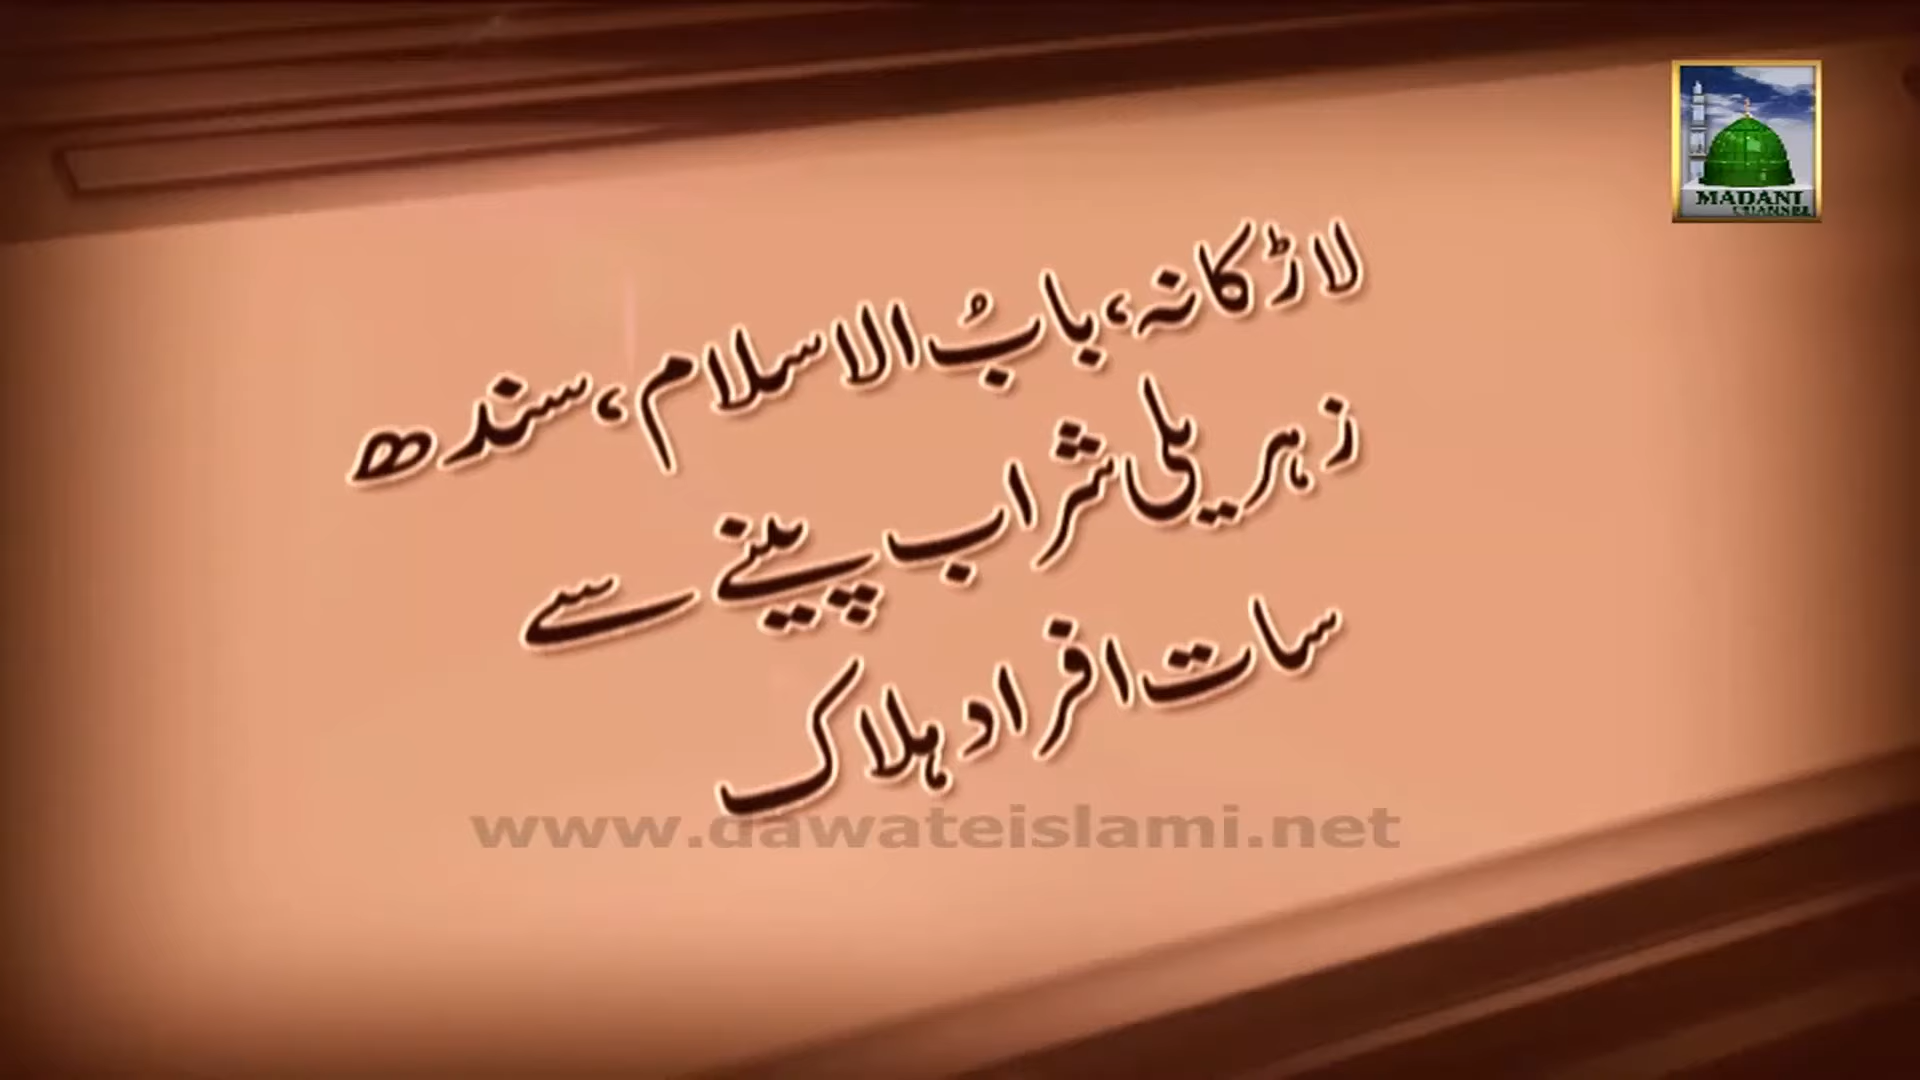 MADANI
CHANNEL
لاڑکانہ، بابُ الاسلام، سندھ
زہریلی شراب پینے سے
سات افراد ہلاک
www.dawateislami.net